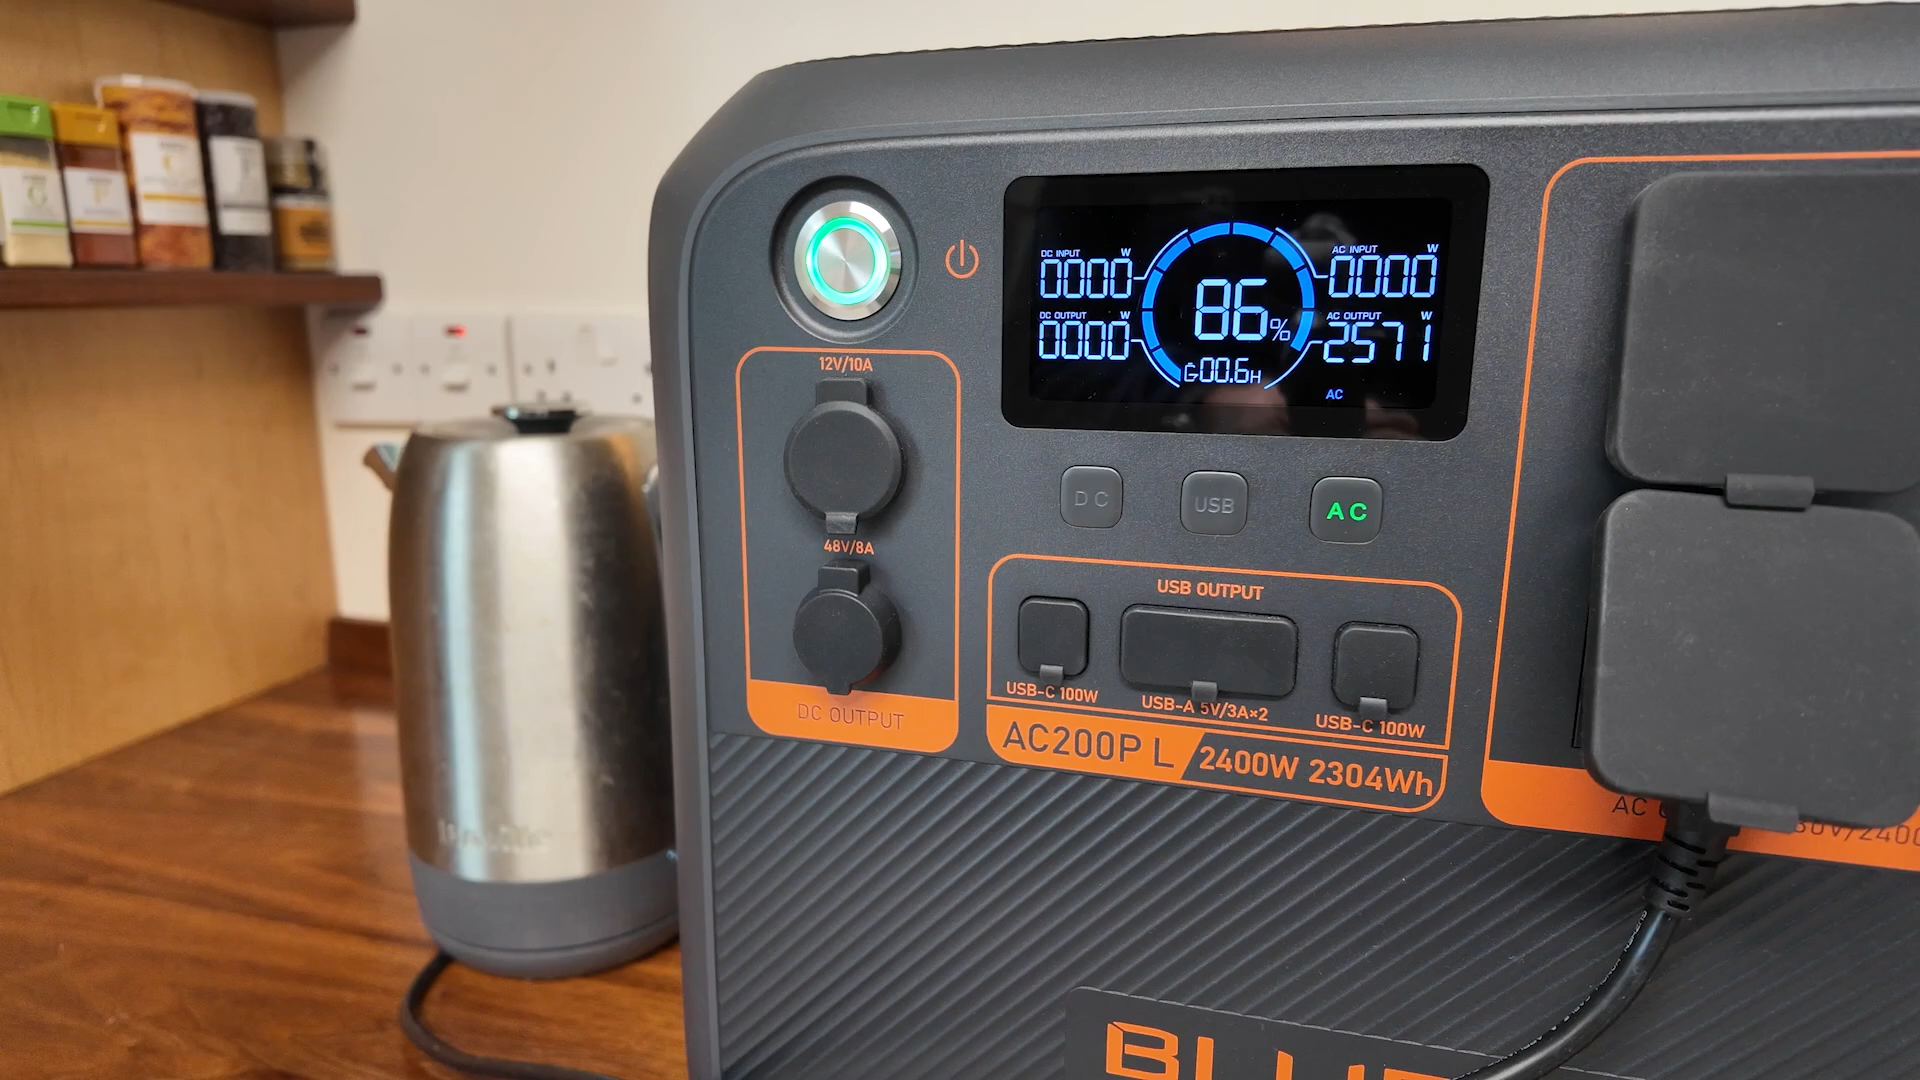 DC INPUT W
0000
DC OUTPUT W
0000
86%
00.6H
AC INPUT W
0000
AC OUTPUT W
2571
AC
12V/10A
48V/8A
DC OUTPUT
DC
USB
AC
USB OUTPUT
USB-C 100W
USB-A 5V/3A×2
USB-C 100W
AC200P L
2400W 2304Wh
AC
BLU